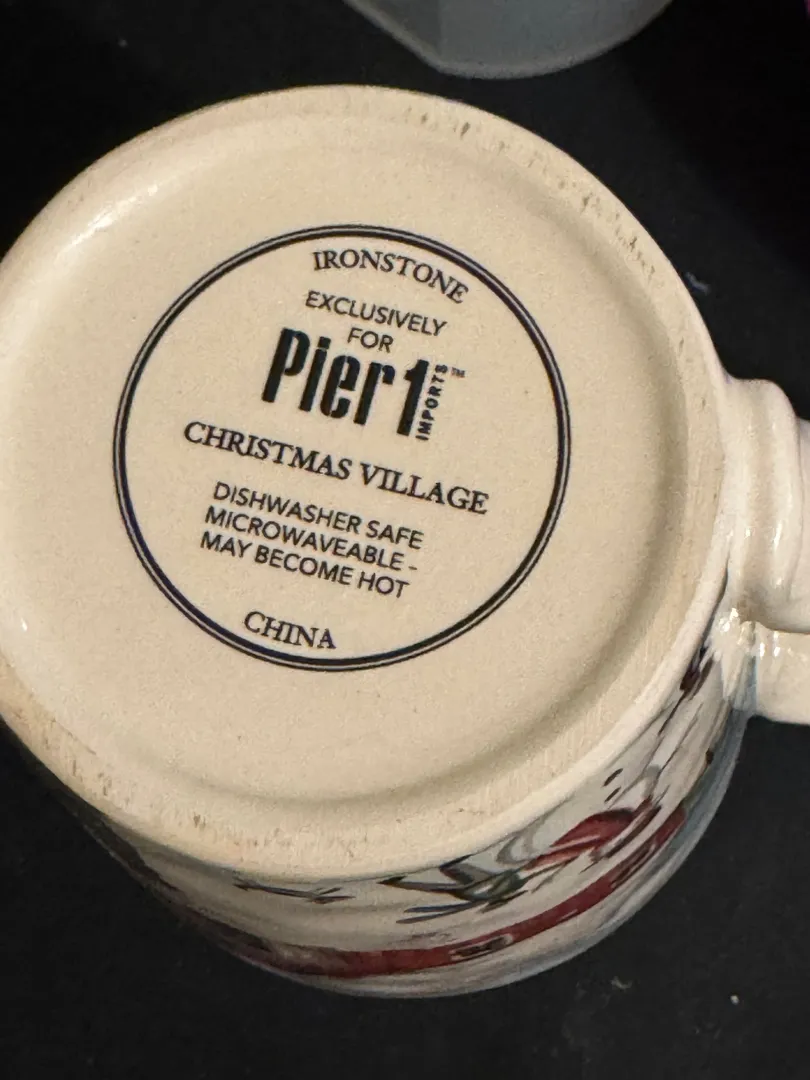 IRONSTONE
EXCLUSIVELY
FOR
Pier 1 IMPORTS™
CHRISTMAS VILLAGE
DISHWASHER SAFE
MICROWAVEABLE -
MAY BECOME HOT
CHINA